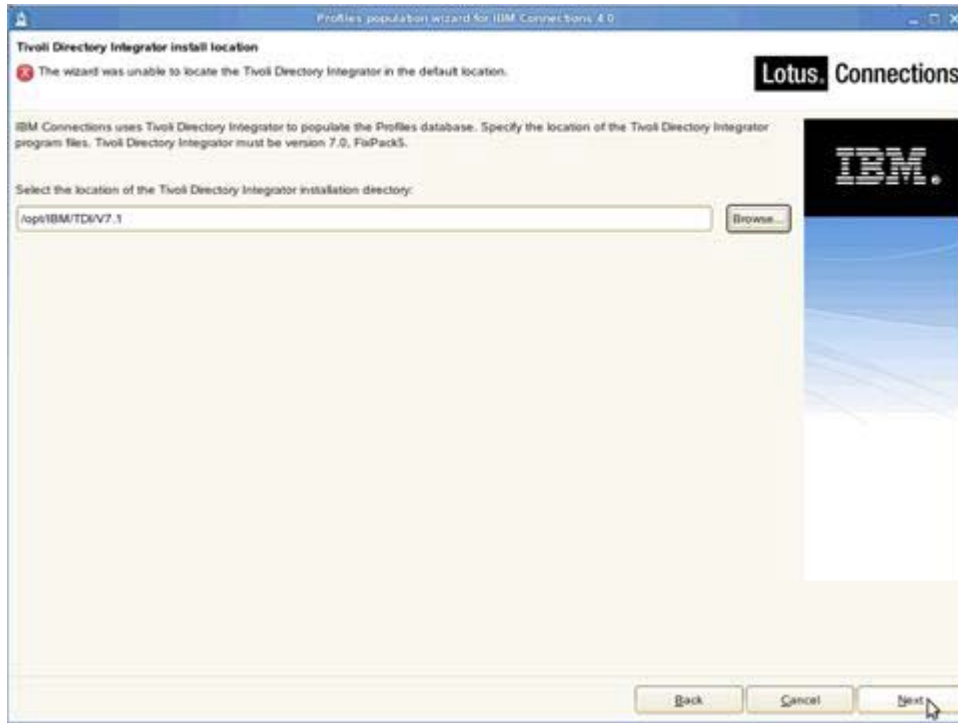 Profiles population wizard for IBM Connections 4.0
Tivoli Directory Integrator install location
The wizard was unable to locate the Tivoli Directory Integrator in the default location.
Lotus. Connections
IBM Connections uses Tivoli Directory Integrator to populate the Profiles database. Specify the location of the Tivoli Directory Integrator
program files. Tivoli Directory Integrator must be version 7.0, FixPack5.
IBM.
Select the location of the Tivoli Directory Integrator installation directory:
/opt/IBM/TDI/V7.1
Browse...
Back
Cancel
Next